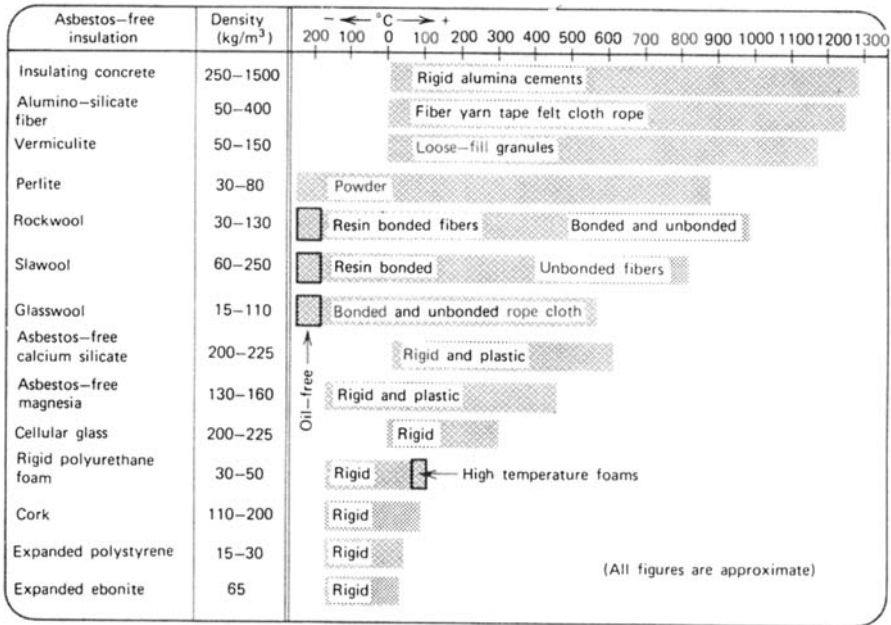 Asbestos—free insulation Density (kg/m³) − ← °C → +
200 100 0 100 200 300 400 500 600 700 800 900 1000 1100 1200 1300
Insulating concrete 250—1500 Rigid alumina cements
Alumino—silicate fiber 50—400 Fiber yarn tape felt cloth rope
Vermiculite 50—150 Loose—fill granules
Perlite 30—80 Powder
Rockwool 30—130 Resin bonded fibers Bonded and unbonded
Slawool 60—250 Resin bonded Unbonded fibers
Glasswool 15—110 Bonded and unbonded rope cloth
Asbestos—free calcium silicate 200—225 Rigid and plastic
Asbestos—free magnesia 130—160 Rigid and plastic
Oil—free
Cellular glass 200—225 Rigid
Rigid polyurethane foam 30—50 Rigid High temperature foams
Cork 110—200 Rigid
Expanded polystyrene 15—30 Rigid
(All figures are approximate)
Expanded ebonite 65 Rigid